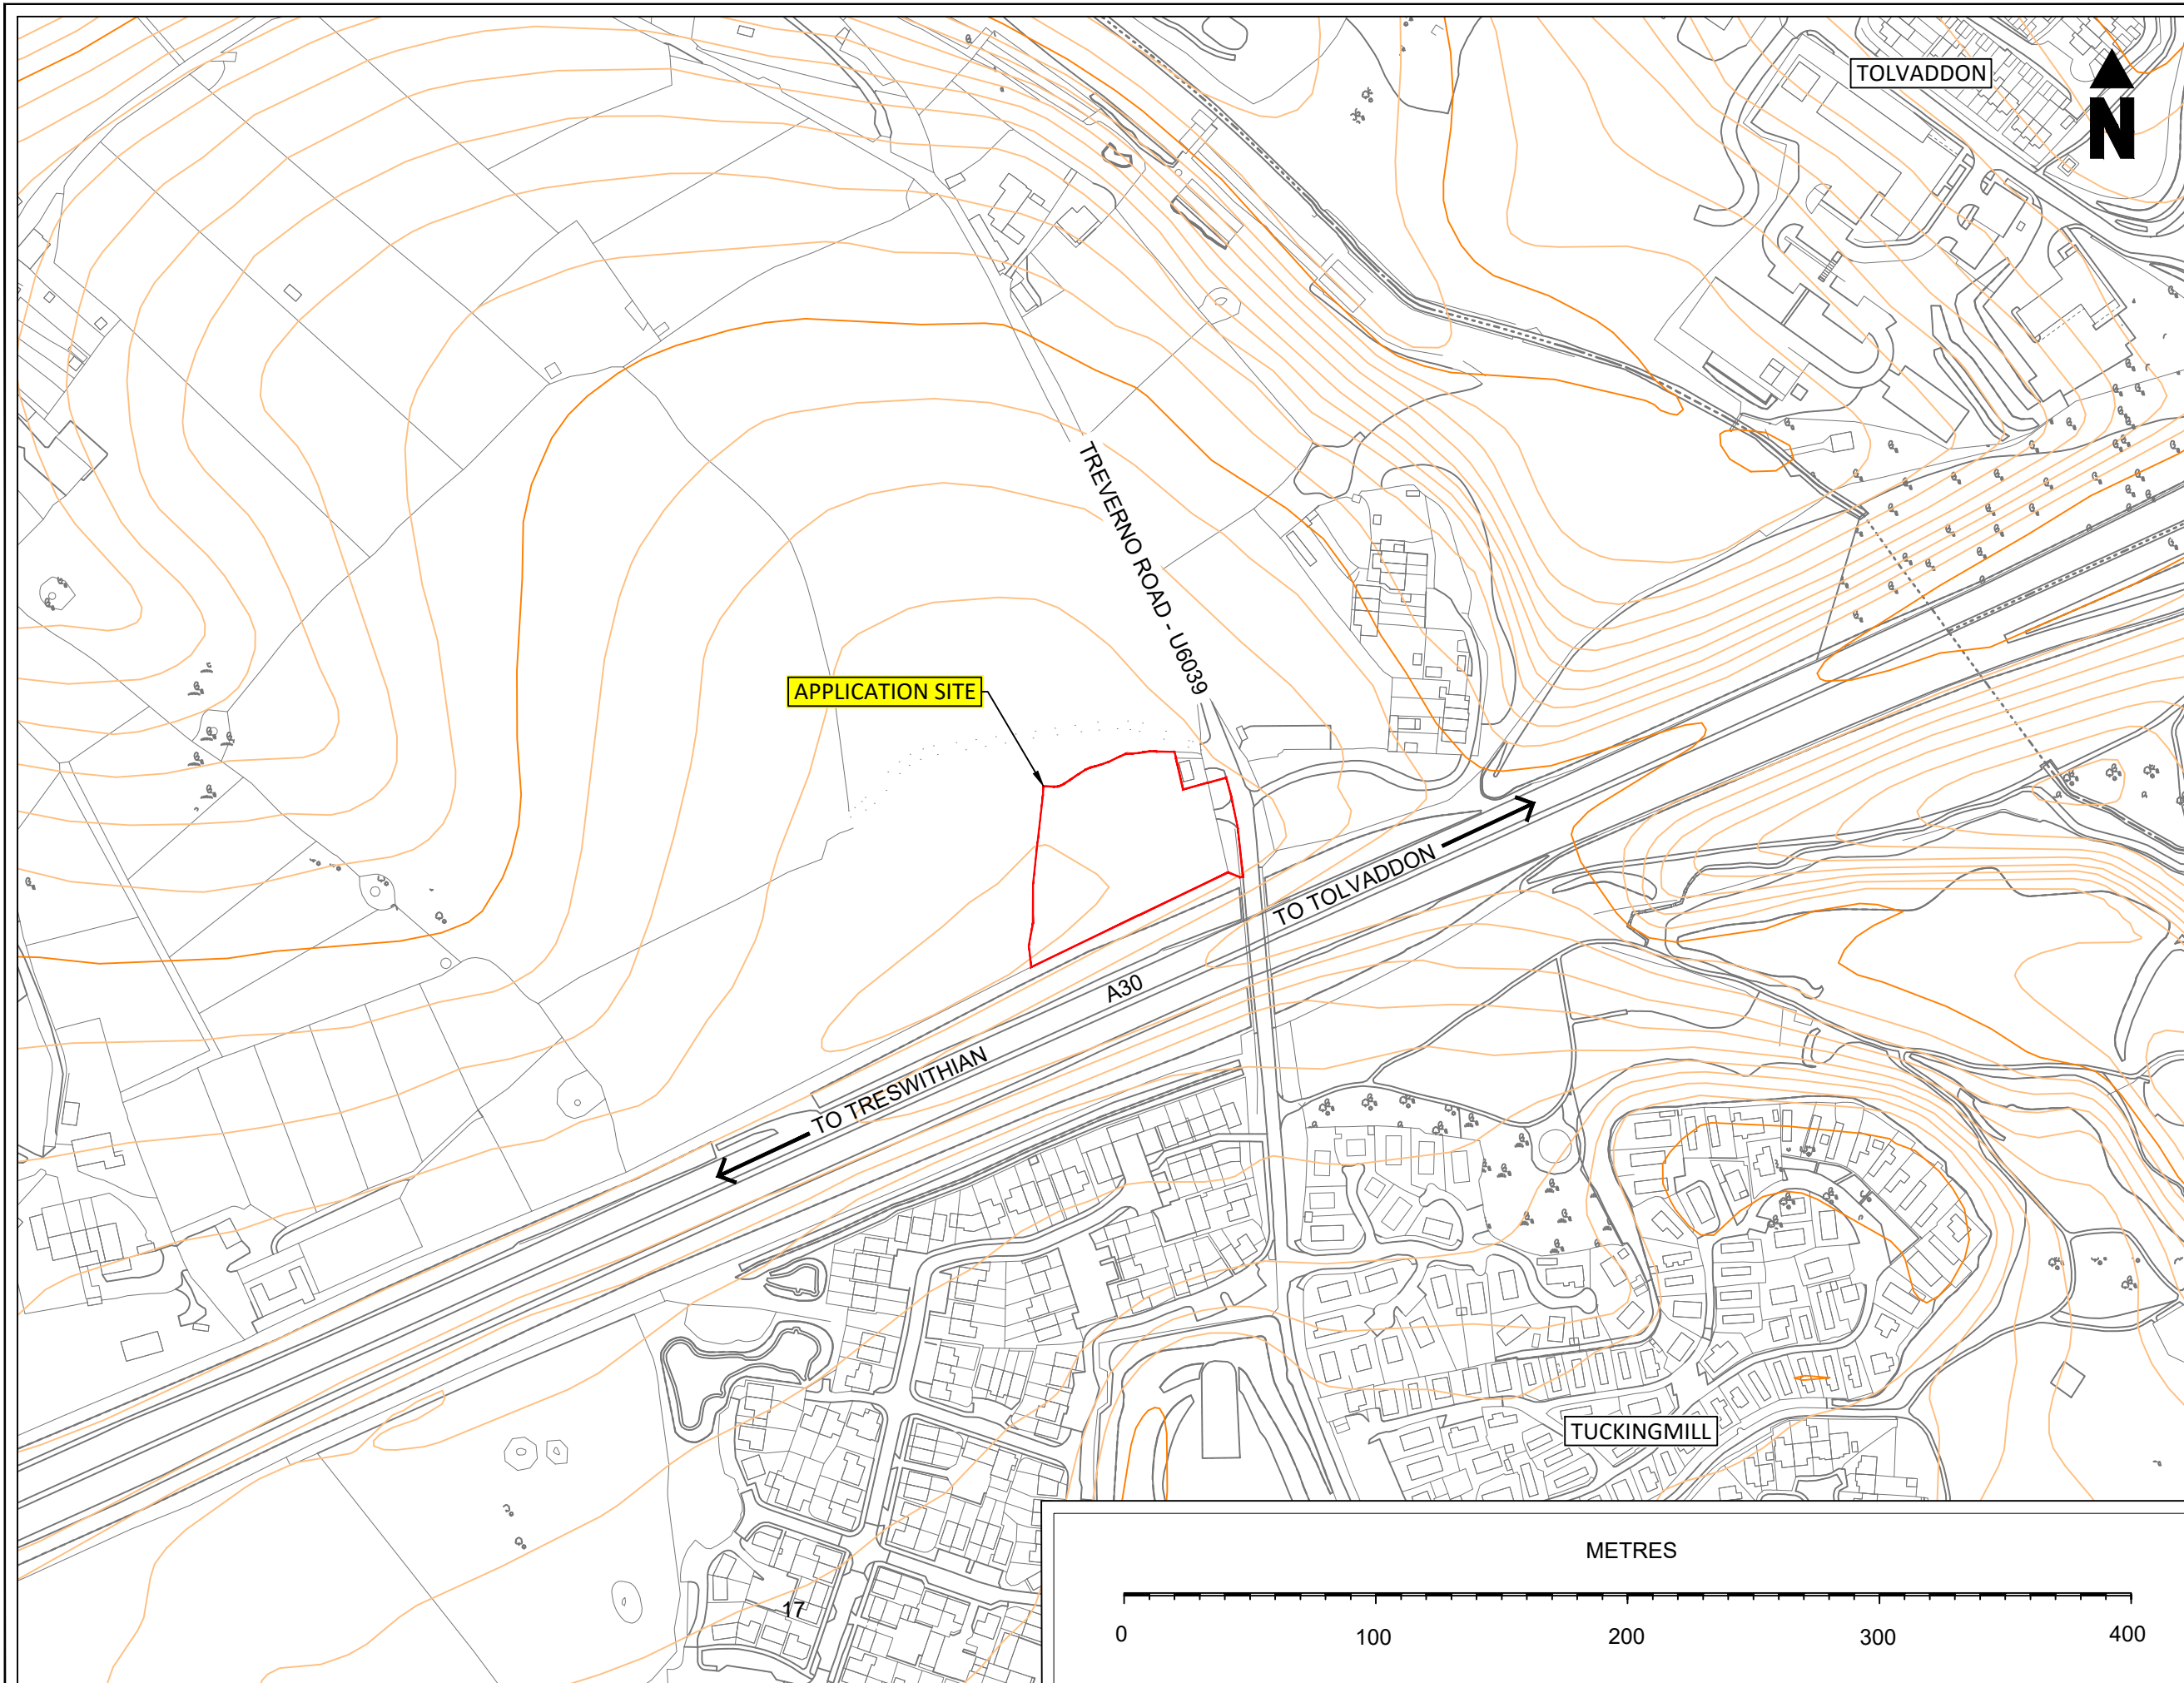 TOLVADDON
N
TREVERNO ROAD - U6039
APPLICATION SITE
TO TOLVADDON
A30
TO TRESWITHIAN
TUCKINGMILL
17
METRES
0 100 200 300 400